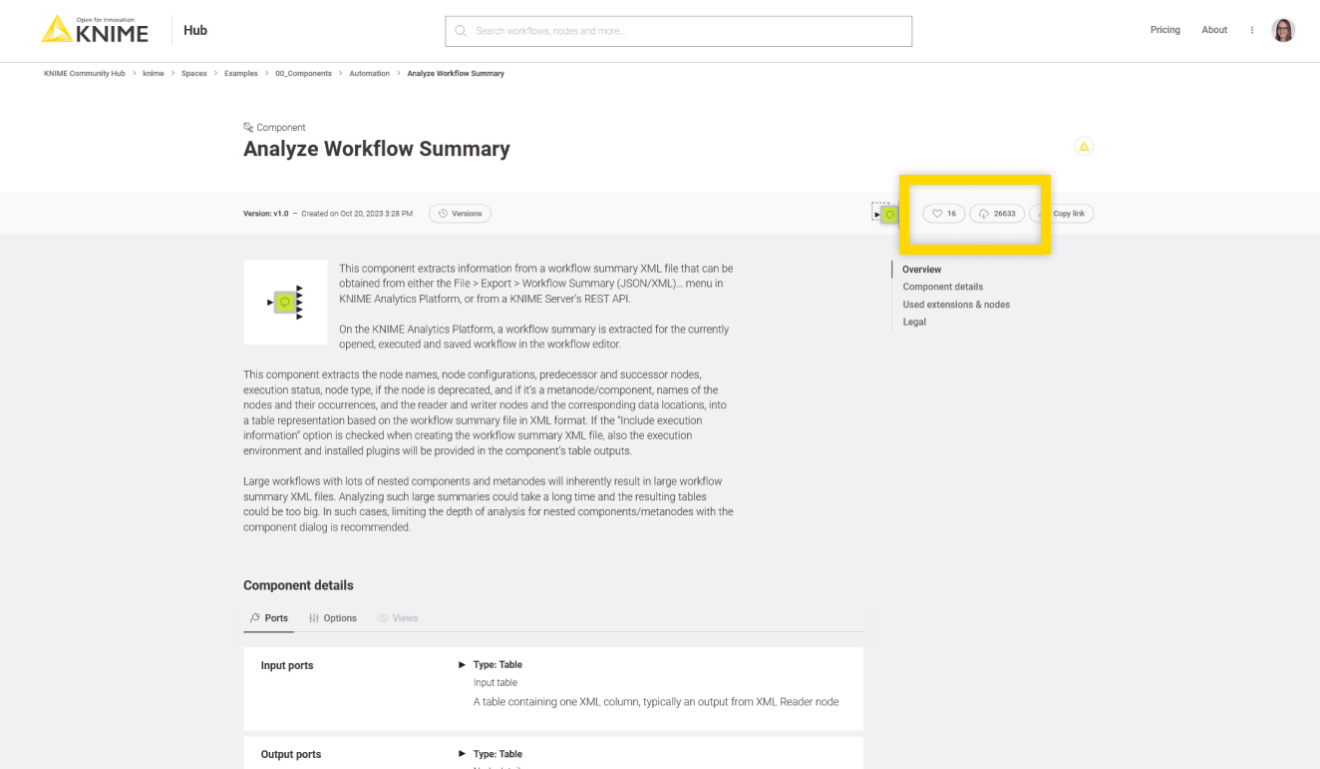 Open for Innovation
KNIME
Hub
Search workflows, nodes and more...
Pricing
About
KNIME Community Hub > knime > Spaces > Examples > 00_Components > Automation > Analyze Workflow Summary
Component
Analyze Workflow Summary
Version: v1.0 – Created on Oct 20, 2023 3:28 PM
Versions
16
26633
Copy link
This component extracts information from a workflow summary XML file that can be
obtained from either the File > Export > Workflow Summary (JSON/XML)... menu in
KNIME Analytics Platform, or from a KNIME Server's REST API.
On the KNIME Analytics Platform, a workflow summary is extracted for the currently
opened, executed and saved workflow in the workflow editor.
This component extracts the node names, node configurations, predecessor and successor nodes,
execution status, node type, if the node is deprecated, and if it's a metanode/component, names of the
nodes and their occurrences, and the reader and writer nodes and the corresponding data locations, into
a table representation based on the workflow summary file in XML format. If the "Include execution
information" option is checked when creating the workflow summary XML file, also the execution
environment and installed plugins will be provided in the component's table outputs.
Large workflows with lots of nested components and metanodes will inherently result in large workflow
summary XML files. Analyzing such large summaries could take a long time and the resulting tables
could be too big. In such cases, limiting the depth of analysis for nested components/metanodes with the
component dialog is recommended.
Overview
Component details
Used extensions & nodes
Legal
Component details
Ports
Options
Views
Input ports
Type: Table
Input table
A table containing one XML column, typically an output from XML Reader node
Output ports
Type: Table